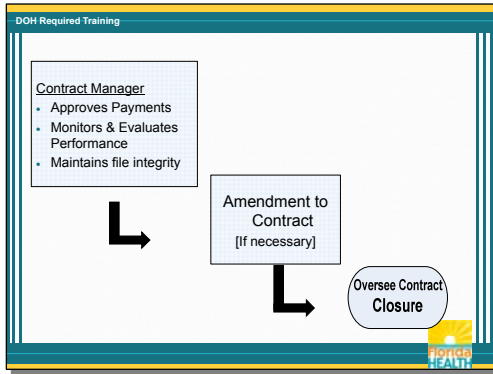 DOH Required Training
Contract Manager
• Approves Payments
• Monitors & Evaluates
Performance
• Maintains file integrity
Amendment to
Contract
[If necessary]
Oversee Contract
Closure
Florida
HEALTH